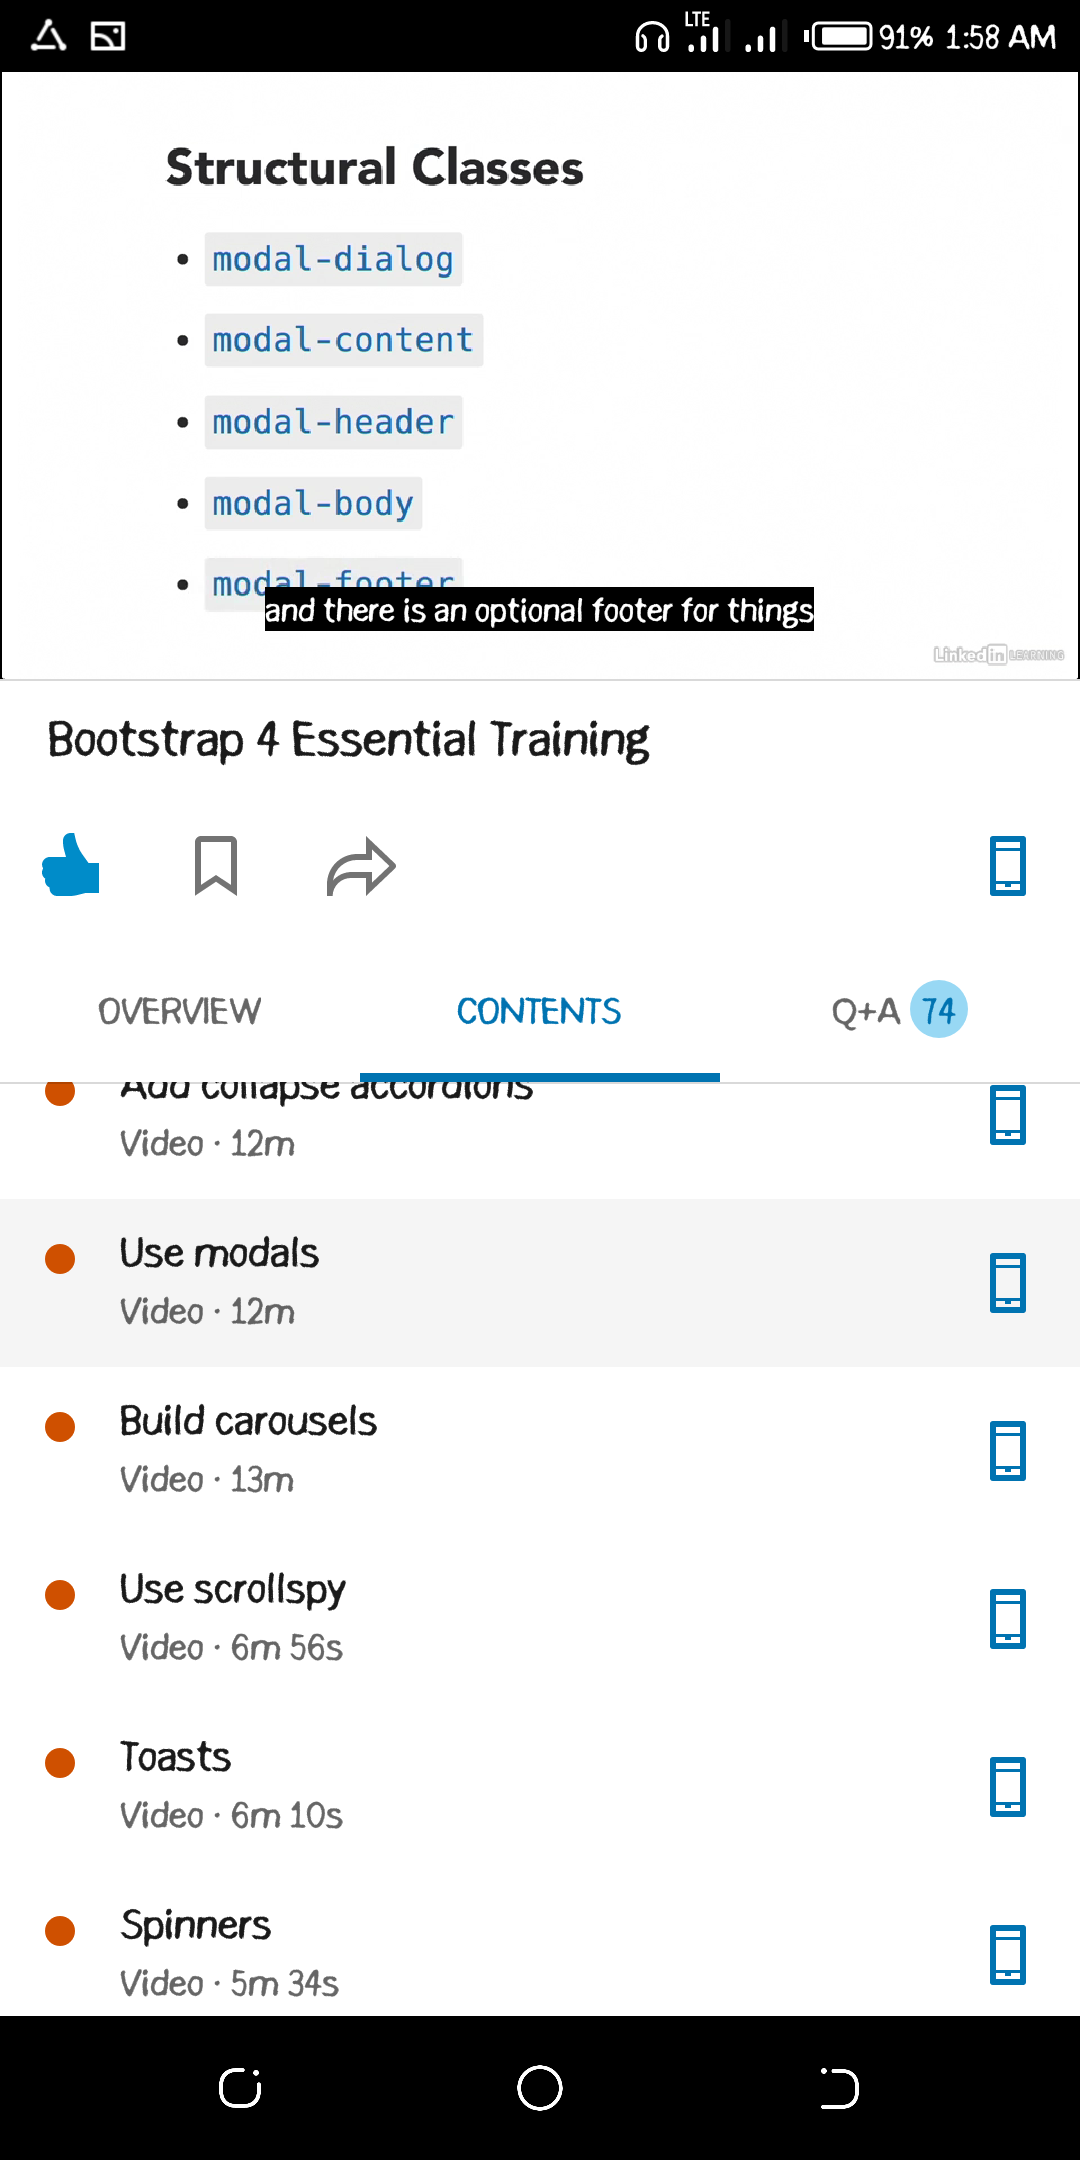 LTE
91% 1:58 AM
Structural Classes
• modal-dialog
• modal-content
• modal-header
• modal-body
• modal-footer
and there is an optional footer for things
Linked in LEARNING
Bootstrap 4 Essential Training
OVERVIEW
CONTENTS
Q+A 74
Add collapse accordions
Video · 12m
Use modals
Video · 12m
Build carousels
Video · 13m
Use scrollspy
Video · 6m 56s
Toasts
Video · 6m 10s
Spinners
Video · 5m 34s